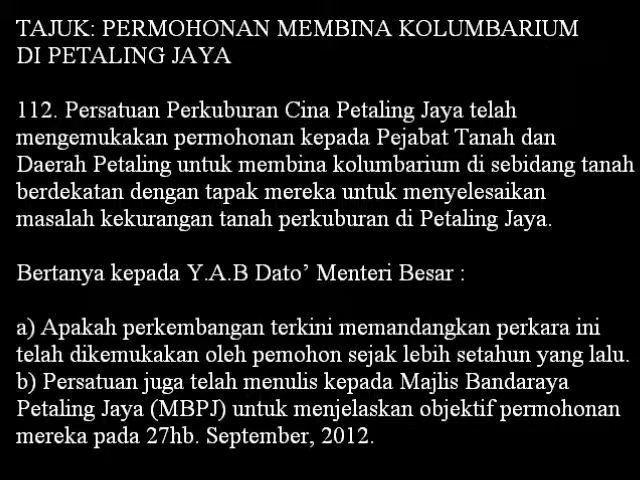 TAJUK: PERMOHONAN MEMBINA KOLUMBARIUM
DI PETALING JAYA
112. Persatuan Perkuburan Cina Petaling Jaya telah
mengemukakan permohonan kepada Pejabat Tanah dan
Daerah Petaling untuk membina kolumbarium di sebidang tanah
berdekatan dengan tapak mereka untuk menyelesaikan
masalah kekurangan tanah perkuburan di Petaling Jaya.
Bertanya kepada Y.A.B Dato’ Menteri Besar :
a) Apakah perkembangan terkini memandangkan perkara ini
telah dikemukakan oleh pemohon sejak lebih setahun yang lalu.
b) Persatuan juga telah menulis kepada Majlis Bandaraya
Petaling Jaya (MBPJ) untuk menjelaskan objektif permohonan
mereka pada 27hb. September, 2012.